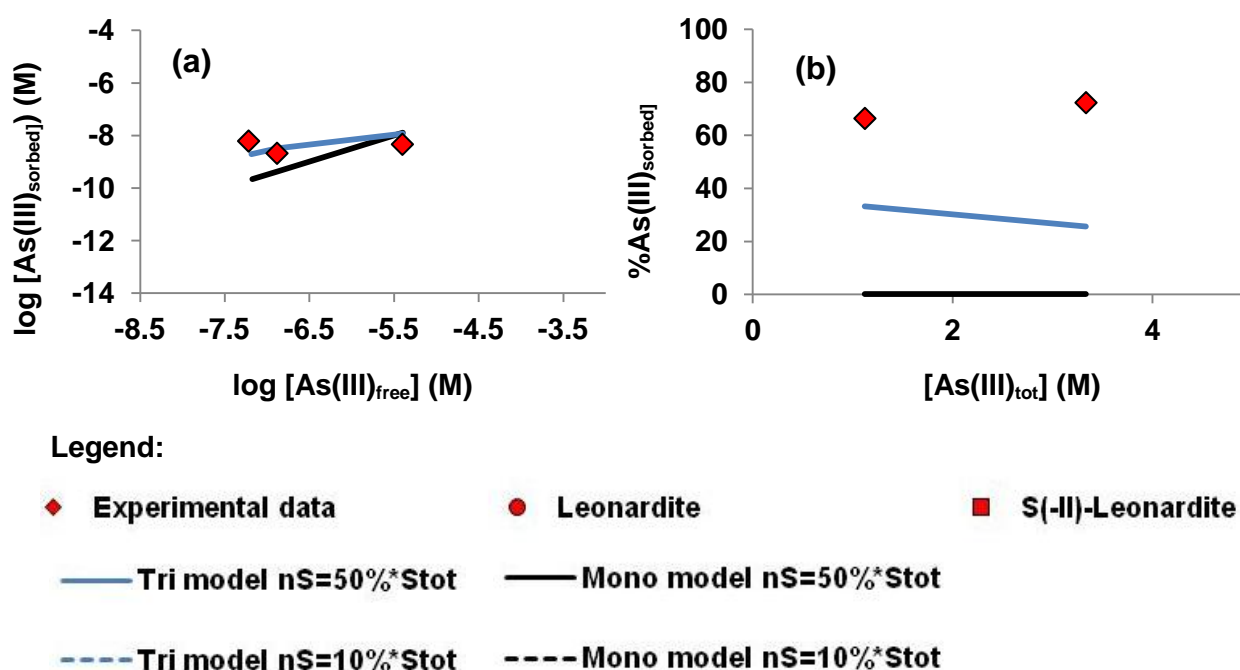 -4
-6
-8
-10
-12
-14
log [As(III)sorbed]) (M)
(a)
-8.5 -7.5 -6.5 -5.5 -4.5 -3.5
log [As(III)free] (M)
100
80
60
40
20
0
%As(III)sorbed]
(b)
0 2 4
[As(III)tot] (M)
Legend:
Experimental data Leonardite S(-II)-Leonardite
Tri model nS=50%*Stot Mono model nS=50%*Stot
Tri model nS=10%*Stot Mono model nS=10%*Stot